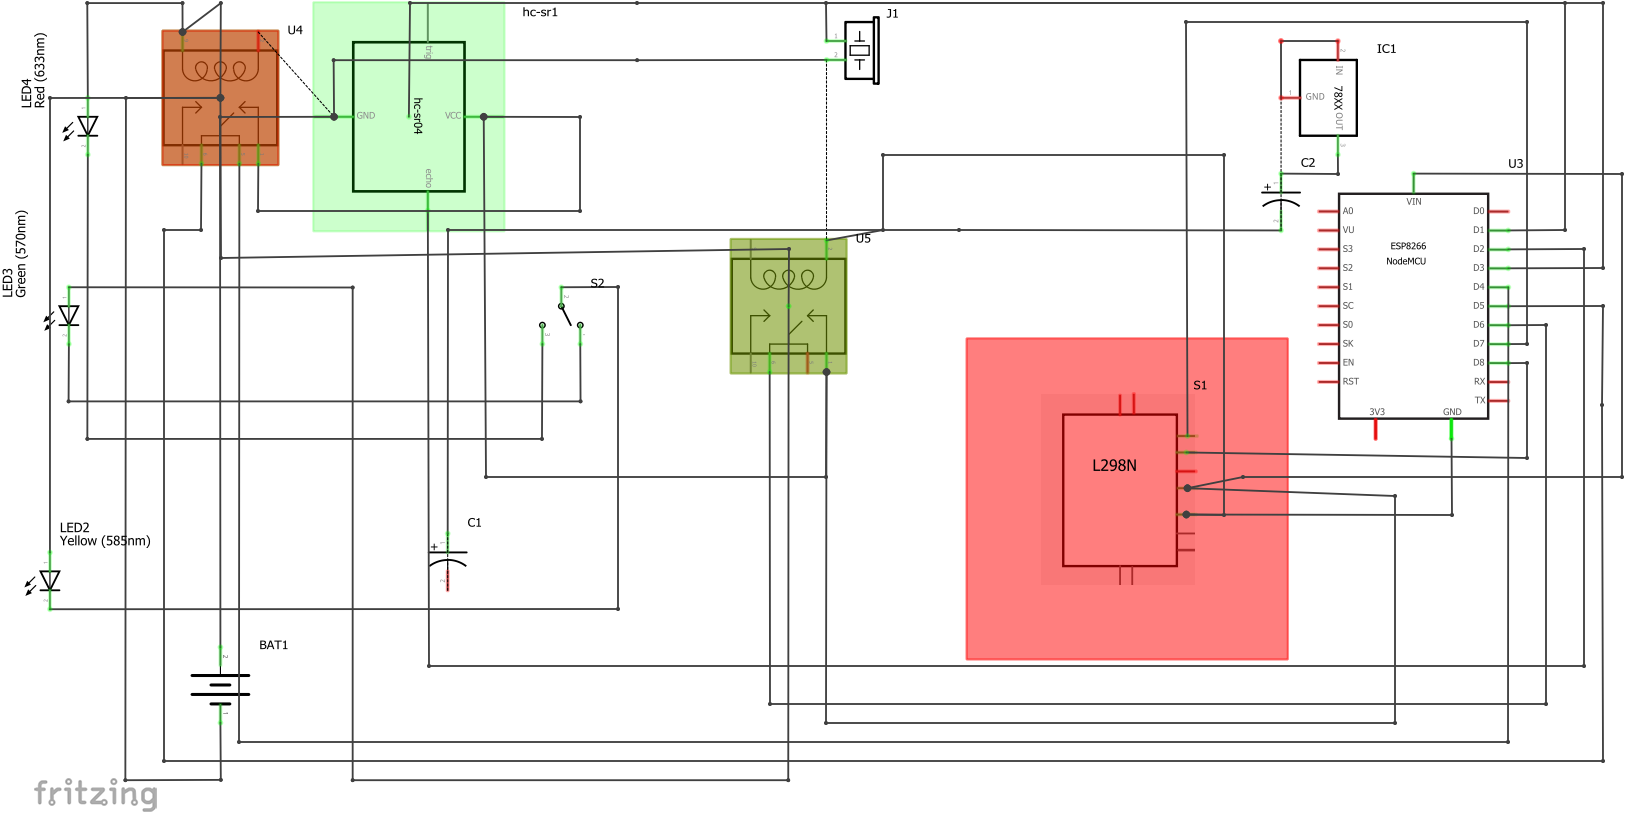 hc-sr1
J1
1
2
U4
LED4
Red (633nm)
trig
hc-sr04
GND
VCC
echo
IC1
IN
78XX
GND
OUT
C2
+
U3
VIN
A0
VU
S3
S2
S1
SC
S0
SK
EN
RST
ESP8266
NodeMCU
D0
D1
D2
D3
D4
D5
D6
D7
D8
RX
TX
3V3
GND
LED3
Green (570nm)
U5
S2
S1
L298N
LED2
Yellow (585nm)
C1
+
BAT1
fritzing